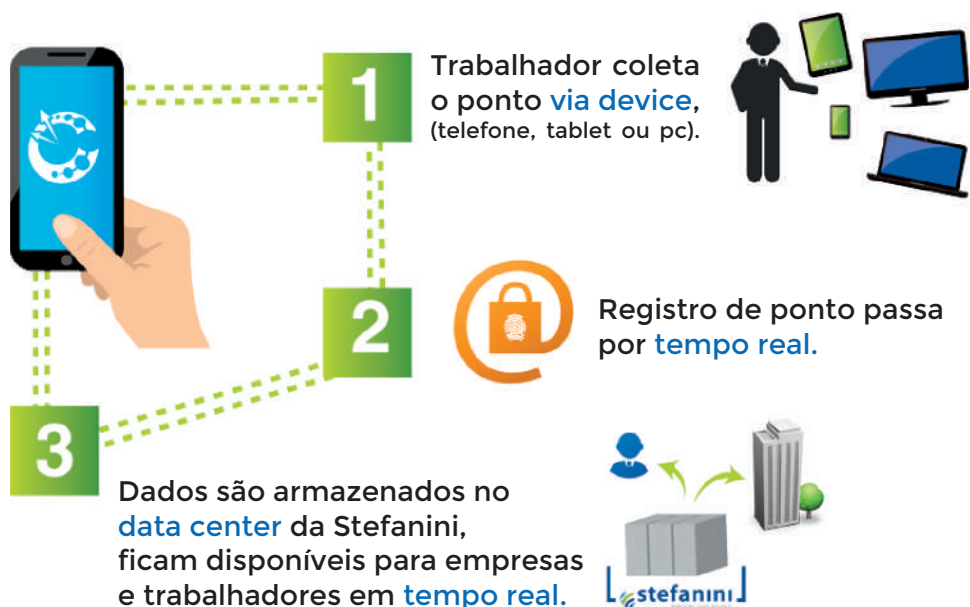 1
Trabalhador coleta
o ponto via device,
(telefone, tablet ou pc).
2
Registro de ponto passa
por tempo real.
3
Dados são armazenados no
data center da Stefanini,
ficam disponíveis para empresas
e trabalhadores em tempo real.
stefanini